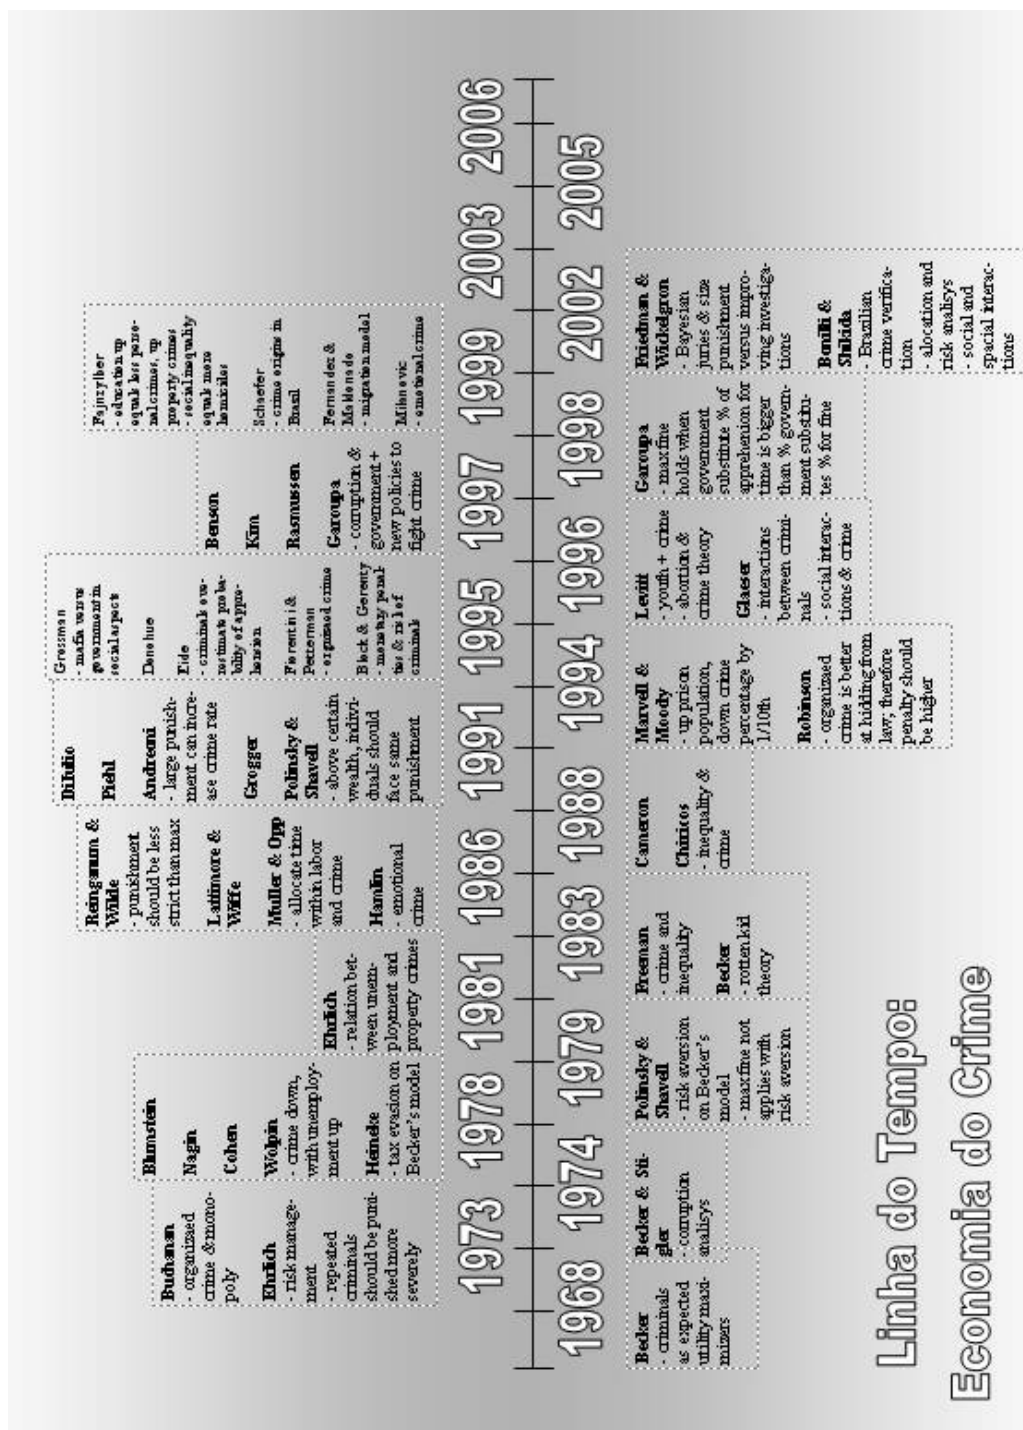 Buchanan
- organized
crime & mono-
poly
Ehrlich
- risk manage-
ment
- repeated
criminals
should be puni-
shed more
severely
Blumstein
Nagin
Cohen
Wolpin
- crime down,
with unemploy-
ment up
Heineke
- tax evasion on
Becker's model
Ehrlich
- relation bet-
ween unem-
ployment and
property crimes
Reinganum &
Wilde
- punishment
should be less
strict than max
Lattimore &
Witte
Muller & Opp
- allocate time
within labor
and crime
Hamlin
- emotional
crime
DiIulio
Piehl
Andreoni
- large punish-
ment can incre-
ase crime rate
Grogger
Polinsky &
Shavell
- above certain
wealth, indivi-
duals should
face same
punishment
Grossman
- mafia versus
government in
social aspects
Donohue
Eide
- criminals ove-
restimate proba-
bility of appre-
hension
Fiorentini &
Petterman
- organized crime
Block & Gerenty
- monetary penal-
ties & risk of
criminals
Benson
Kim
Rasmussen
Garoupa
- corruption &
government +
new policies to
fight crime
Fajnzylber
- education up
equals less perso-
nal crimes, up
property crimes
- social inequality
equals more
homicides
Schaefer
- crime origins in
Brasil
Fernandez &
Maldonado
- migration model
Milanovic
- emotional crime
1973 1978 1981 1986 1991 1995 1997 1999 2003 2006
1968 1974 1979 1983 1988 1994 1996 1998 2002 2005
Becker
- criminals
as expected
utility maxi-
mizers
Becker & Sti-
gler
- corruption
analisys
Polinsky &
Shavell
- risk aversion
on Becker's
model
- max fine not
applies with
risk aversion
Freeman
- crime and
inequality
Becker
- rotten kid
theory
Cameron
Chiricos
- inequality &
crime
Marvell &
Moody
- up prison
population,
down crime
percentage by
1/10th
Robinson
- organized
crime is better
at hidding from
law, therefore
penalty should
be higher
Levitt
- youth + crime
- abortion &
crime theory
Glaeser
- interactions
between crimi-
nals
- social interac-
tions & crime
Garoupa
- max fine
holds when
government
substitute % of
apprehenion for
time is bigger
than % govern-
ment substitu-
tes % for fine
Friedman &
Wickelgron
- Bayesian
juries & size
punishment
versus impro-
ving investiga-
tions
Bonilli &
Shikida
- Brazilian
crime verifica-
tion
- alocation and
risk analisys
- social and
spacial interac-
tions
Linha do Tempo:
Economia do Crime